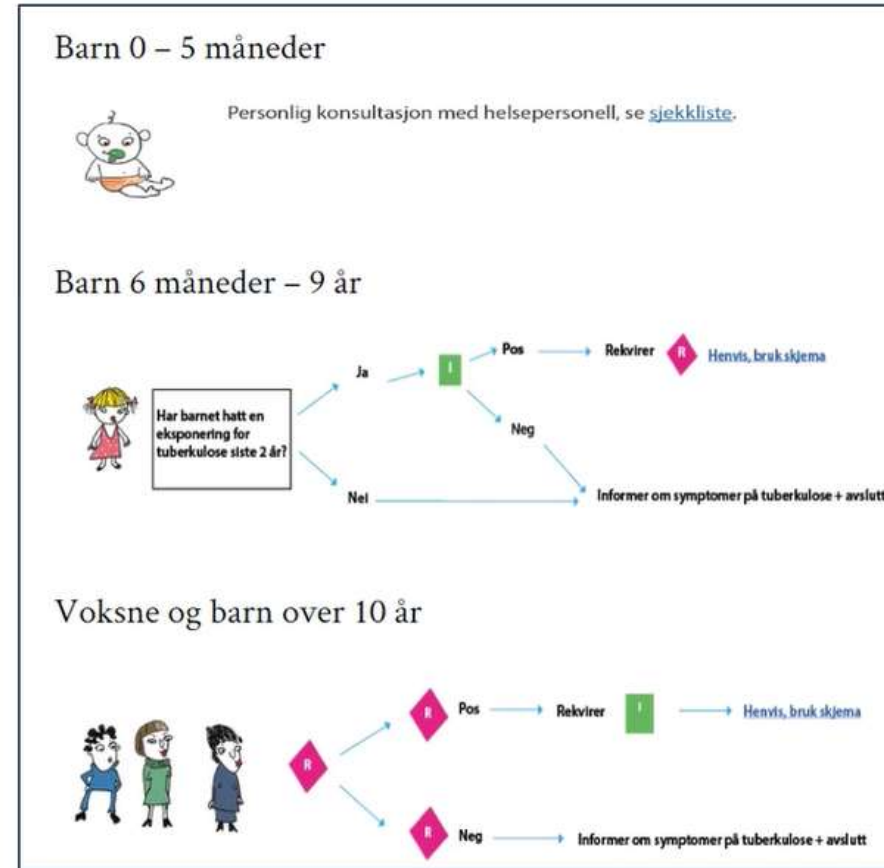 Barn 0 – 5 måneder
Personlig konsultasjon med helsepersonell, se sjekkliste.
Barn 6 måneder – 9 år
Har barnet hatt en
eksponering for
tuberkulose siste 2 år?
Ja
I
Pos
Rekvirer
R
Henvis, bruk skjema
Neg
Nei
Informer om symptomer på tuberkulose + avslutt
Voksne og barn over 10 år
R
R
Pos
Rekvirer
I
Henvis, bruk skjema
R
Neg
Informer om symptomer på tuberkulose + avslutt